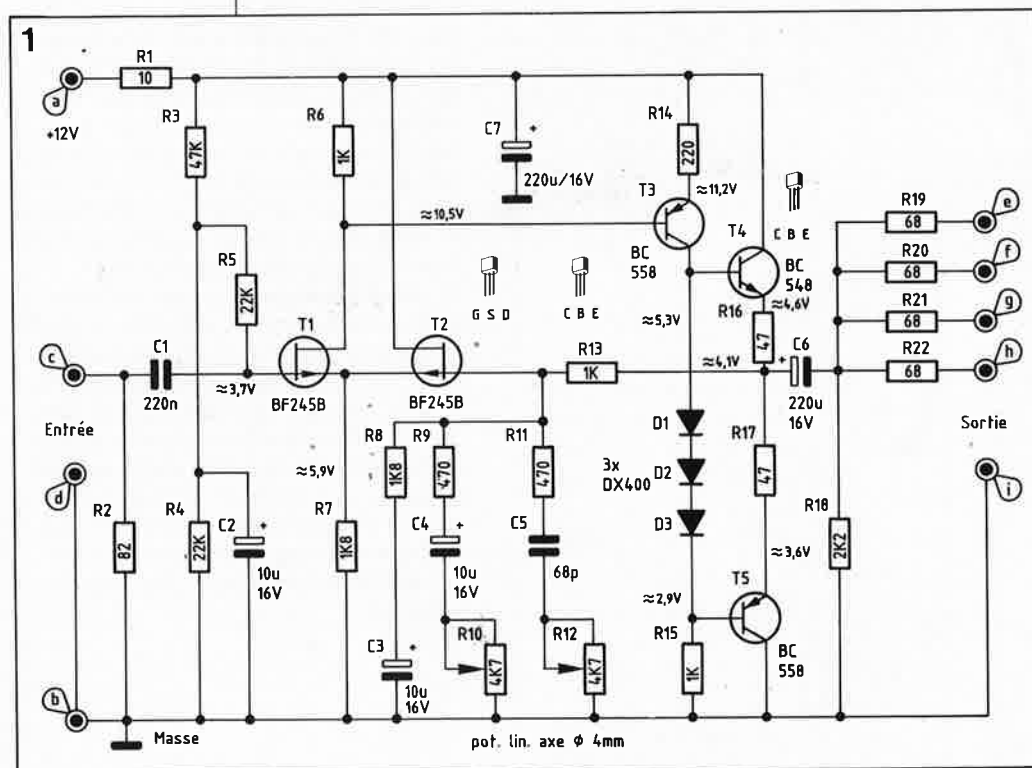 1
R1
10
a
+12V
R3
47K
R6
1K
C7
+
220u/16V
R14
220
≈11,2V
T3
≈10,5V
BC
558
C B E
T4
BC
548
R19
68
e
R20
68
f
R21
68
g
R22
68
h
R5
22K
G S D
C B E
R16
47
≈4,6V
≈5,3V
c
C1
220n
≈3,7V
T1
BF245B
T2
BF245B
R13
1K
≈4,1V
+
C6
220u
16V
Entrée
Sortie
d
R2
82
R4
22K
C2
+
10u
16V
≈5,9V
R7
1K8
R8
1K8
R9
470
R11
470
C4
+
10u
16V
C5
68p
C3
+
10u
16V
R10
4K7
R12
4K7
D1
3x
DX400
D2
D3
R17
47
R18
2K2
i
≈3,6V
≈2,9V
T5
BC
558
R15
1K
b
Masse
pot. lin. axe ϕ 4mm